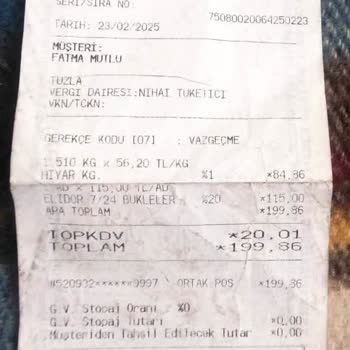 SERİ/SIRA NO
75080020064250223
TARİH: 23/02/2025
MÜŞTERİ:
FATMA MUTLU
TUZLA
VERGI DAIRESI:NIHAI TUKETICI
VKN/TCKN:
GEREKÇE KODU [07] : VAZGEÇME
1.510 KG x 56,20 TL/KG
HIYAR KG. %1 *84,86
AD x 115,00 TL/AD
ELIDOR 7/24 BUKLELER %20 *115,00
ARA TOPLAM *199,86
TOPKDV *20,01
TOPLAM *199,86
#520932******9997 ORTAK POS *199,86
G.V. Stopaj Oranı %0
G.V. Stopaj Tutarı *0,00
Müşteriden Tahsil Edilecek Tutar *0,00